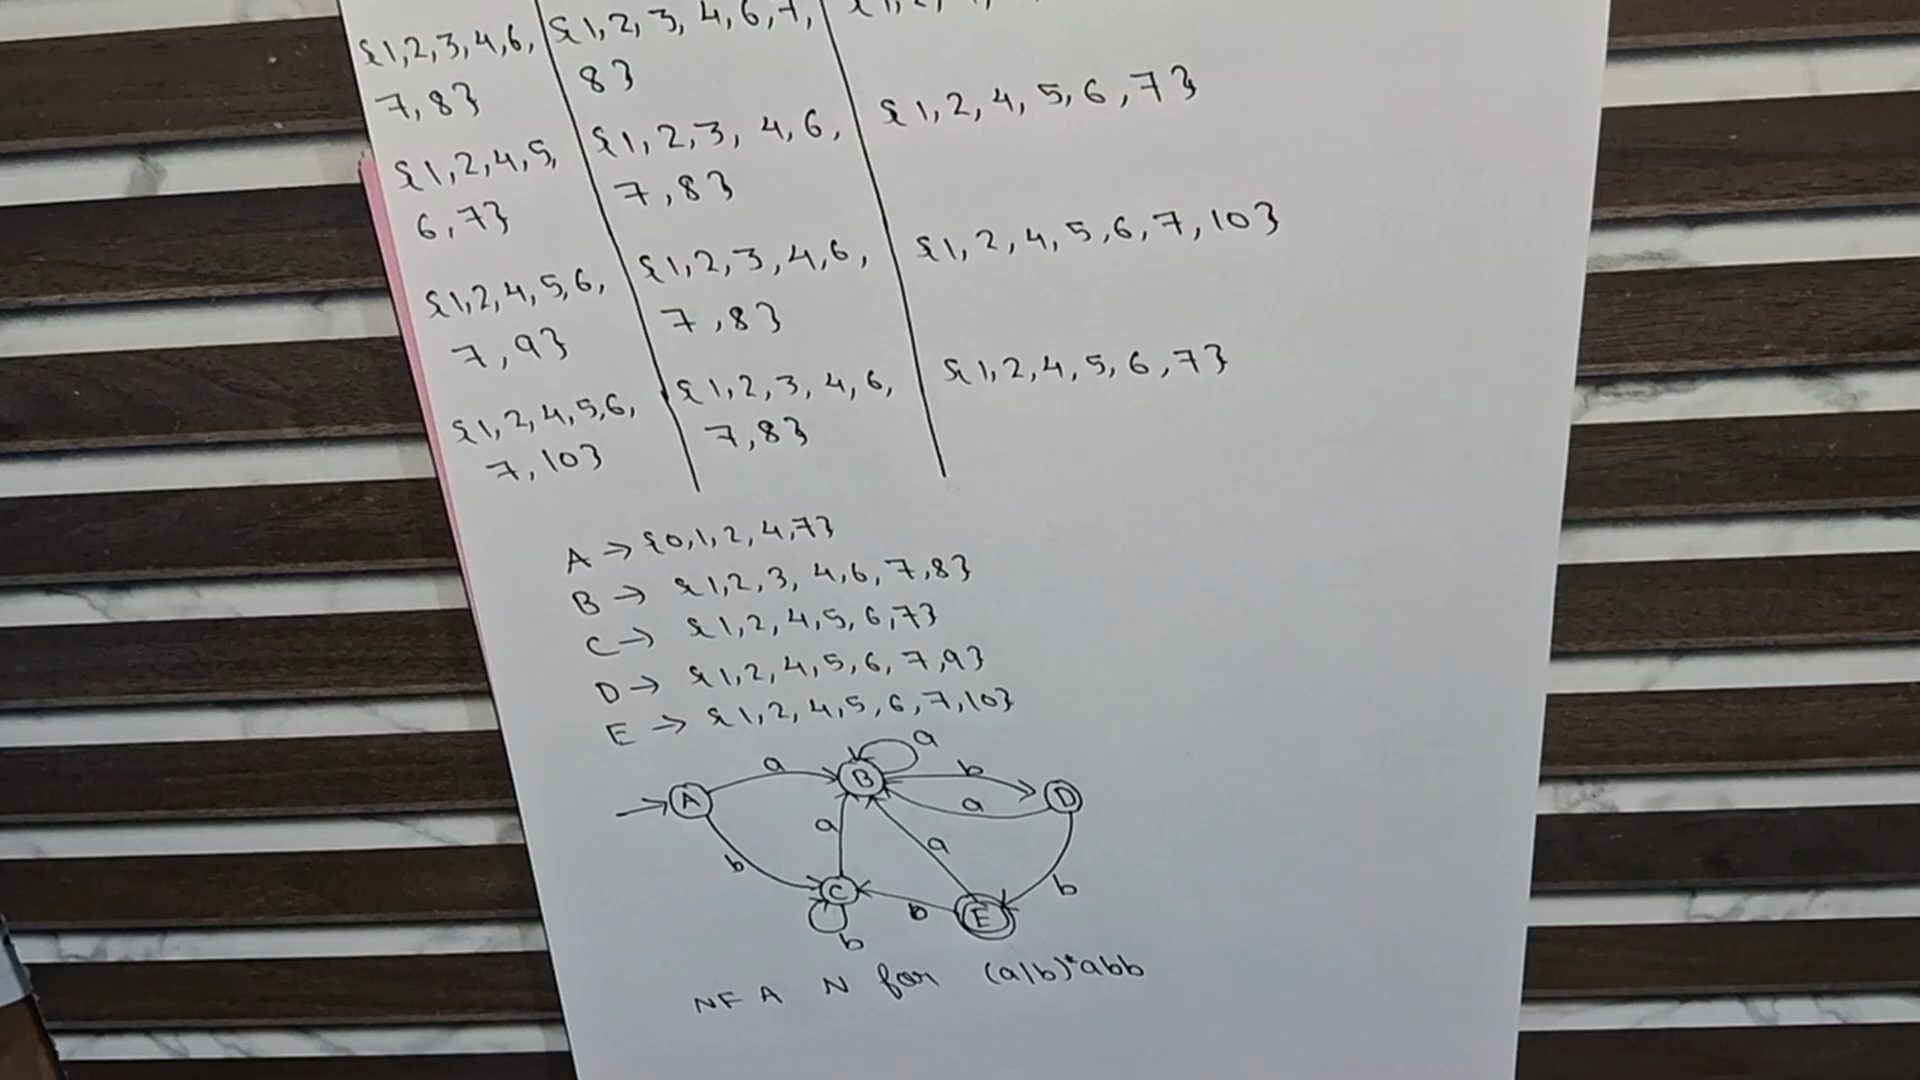 {1,2,3,4,6, {1,2,3,4,6,7,
7,8} 8}
{1,2,3,4,6, {1,2,4,5,6,7}
{1,2,4,5, 7,8}
6,7}
{1,2,3,4,6, {1,2,4,5,6,7,10}
{1,2,4,5,6, 7,8}
7,9}
{1,2,3,4,6, {1,2,4,5,6,7}
{1,2,4,5,6, 7,8}
7,10}
A → {0,1,2,4,7}
B → {1,2,3,4,6,7,8}
C → {1,2,4,5,6,7}
D → {1,2,4,5,6,7,9}
E → {1,2,4,5,6,7,10}
a
a B b D
A a
a a
b
C b E b
b
NFA N for (a|b)*abb